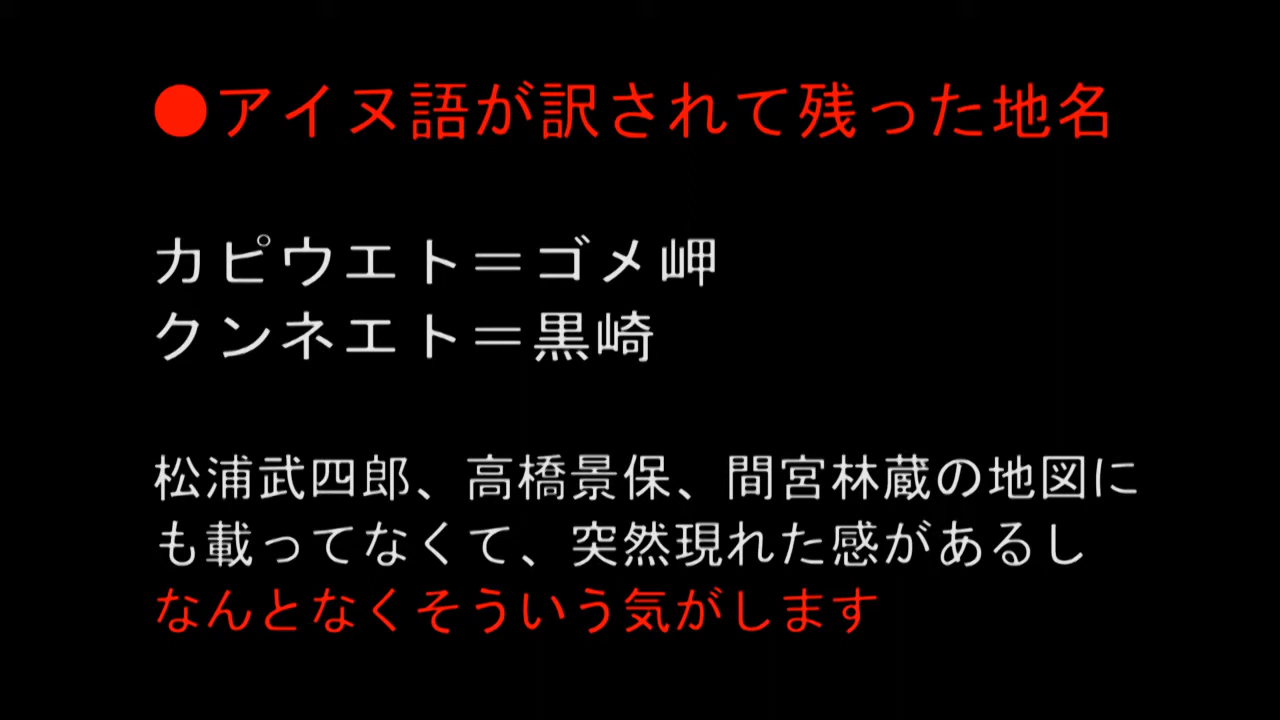 ●アイヌ語が訳されて残った地名
カピウエト＝ゴメ岬
クンネエト＝黒崎
松浦武四郎、高橋景保、間宮林蔵の地図に
も載ってなくて、突然現れた感があるし
なんとなくそういう気がします